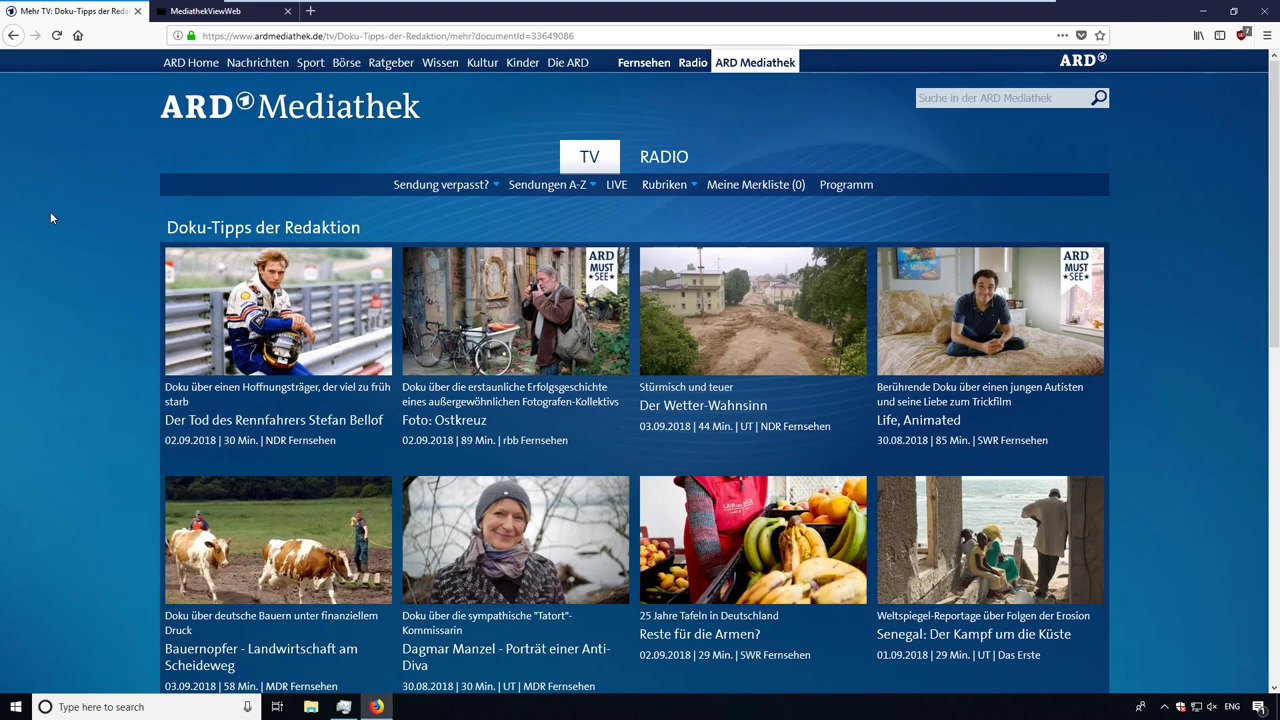 Mehr TV: Doku-Tipps der Reda
MediathekViewWeb
https://www.ardmediathek.de/tv/Doku-Tipps-der-Redaktion/mehr?documentId=33649086
7
ARD Home Nachrichten Sport Börse Ratgeber Wissen Kultur Kinder Die ARD Fernsehen Radio ARD Mediathek
ARD
ARD Mediathek
Suche in der ARD Mediathek
TV RADIO
Sendung verpasst? Sendungen A-Z LIVE Rubriken Meine Merkliste (0) Programm
Doku-Tipps der Redaktion
ARD
MUST
SEE
ARD
MUST
SEE
Doku über einen Hoffnungsträger, der viel zu früh
starb
Der Tod des Rennfahrers Stefan Bellof
02.09.2018 | 30 Min. | NDR Fernsehen
Doku über die erstaunliche Erfolgsgeschichte
eines außergewöhnlichen Fotografen-Kollektivs
Foto: Ostkreuz
02.09.2018 | 89 Min. | rbb Fernsehen
Stürmisch und teuer
Der Wetter-Wahnsinn
03.09.2018 | 44 Min. | UT | NDR Fernsehen
Berührende Doku über einen jungen Autisten
und seine Liebe zum Trickfilm
Life, Animated
30.08.2018 | 85 Min. | SWR Fernsehen
Doku über deutsche Bauern unter finanziellem
Druck
Bauernopfer - Landwirtschaft am
Scheideweg
03.09.2018 | 58 Min. | MDR Fernsehen
Doku über die sympathische "Tatort"-
Kommissarin
Dagmar Manzel - Porträt einer Anti-
Diva
30.08.2018 | 30 Min. | UT | MDR Fernsehen
25 Jahre Tafeln in Deutschland
Reste für die Armen?
02.09.2018 | 29 Min. | SWR Fernsehen
Weltspiegel-Reportage über Folgen der Erosion
Senegal: Der Kampf um die Küste
01.09.2018 | 29 Min. | UT | Das Erste
Type here to search
ENG
1